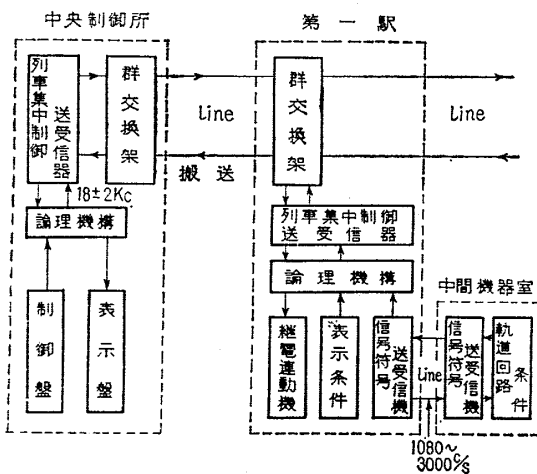 中央制御所
列車集中制御
送受信器
群交換架
18±2Kc
論理機構
制御盤
表示盤
Line
搬送
第一駅
群交換架
Line
列車集中制御
送受信器
論理機構
継電連動機
表示条件
信号符号
送受信機
Line
1080~
3000c/s
中間機器室
信号符号
送受信機
軌道回路
条件